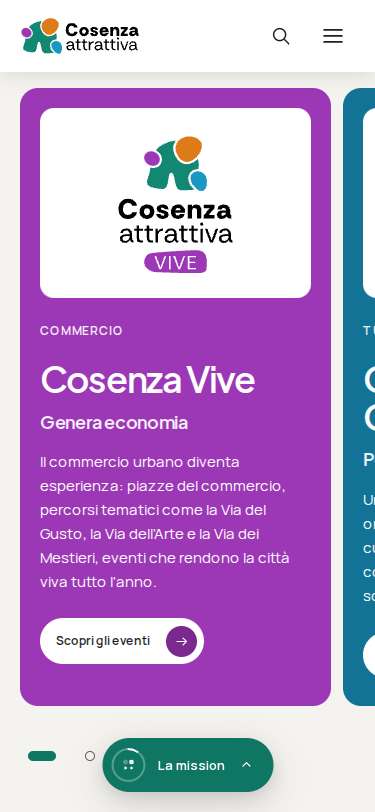 Cosenza
attrattiva
Cosenza
attrattiva
VIVE
COMMERCIO
Cosenza Vive
Genera economia
Il commercio urbano diventa
esperienza: piazze del commercio,
percorsi tematici come la Via del
Gusto, la Via dell'Arte e la Via dei
Mestieri, eventi che rendono la città
viva tutto l'anno.
Scopri gli eventi
La mission